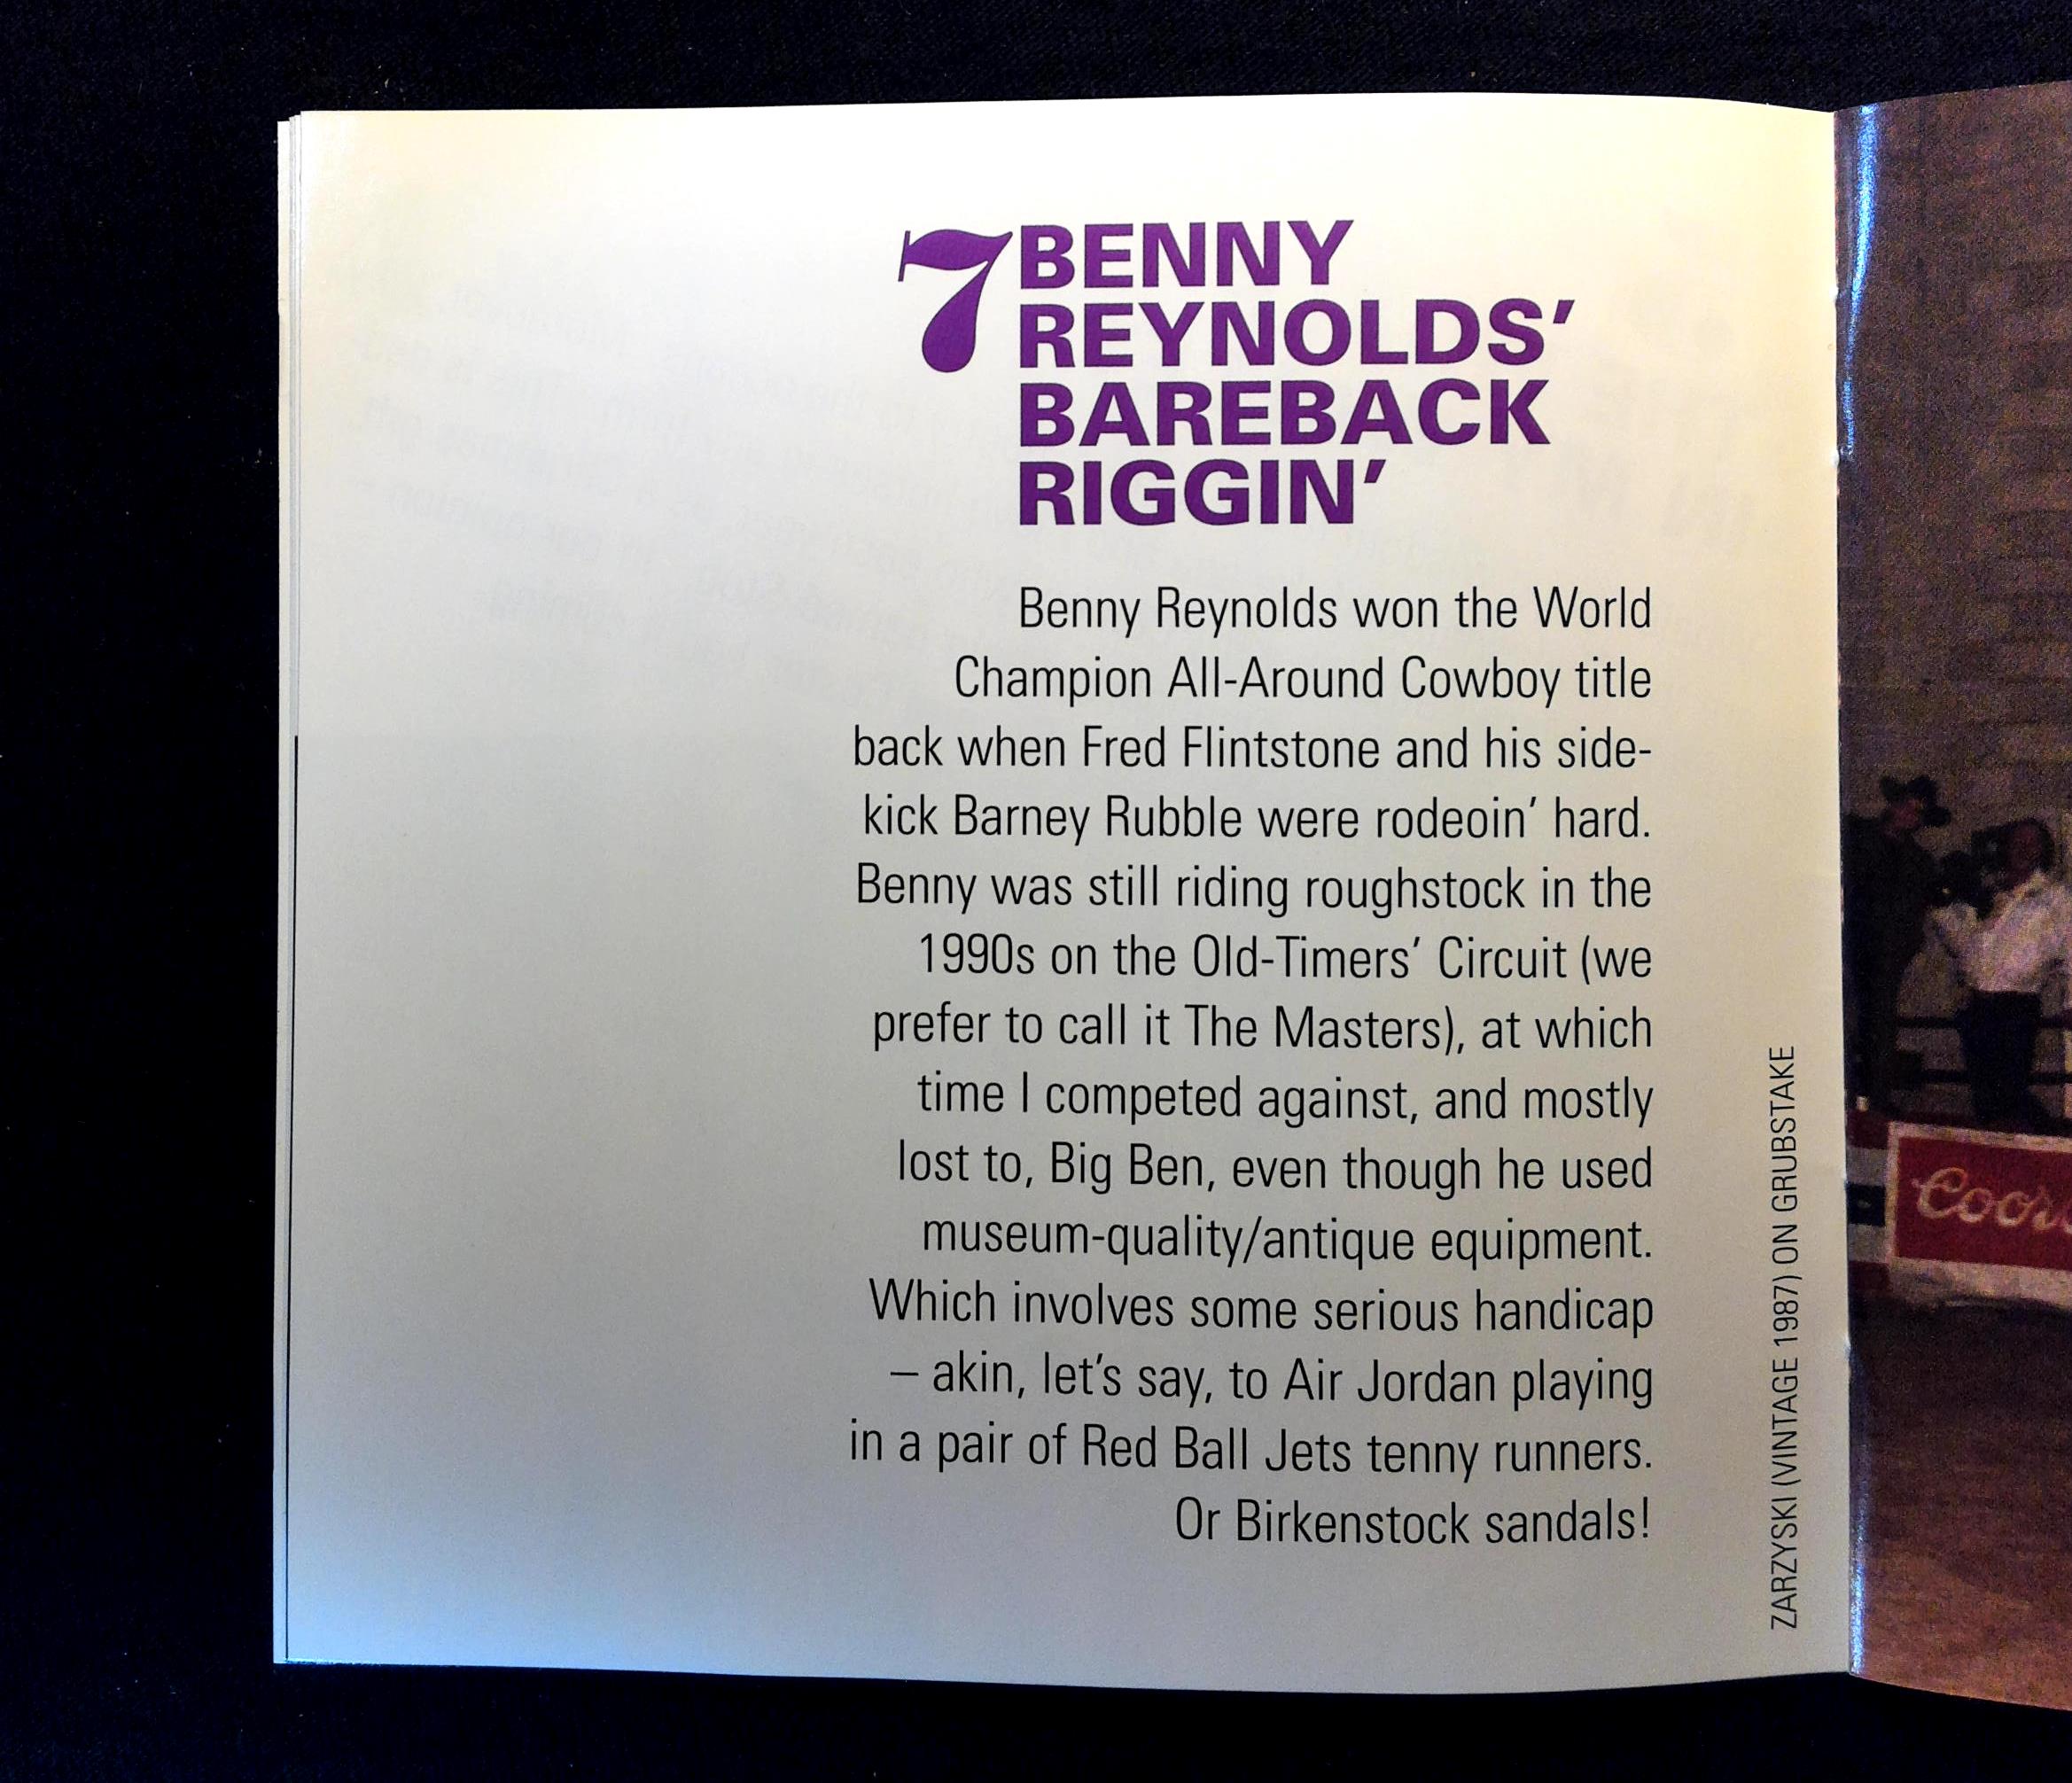 7 BENNY
REYNOLDS’
BAREBACK
RIGGIN’
Benny Reynolds won the World
Champion All-Around Cowboy title
back when Fred Flintstone and his side-
kick Barney Rubble were rodeoin’ hard.
Benny was still riding roughstock in the
1990s on the Old-Timers’ Circuit (we
prefer to call it The Masters), at which
time I competed against, and mostly
lost to, Big Ben, even though he used
museum-quality/antique equipment.
Which involves some serious handicap
– akin, let’s say, to Air Jordan playing
in a pair of Red Ball Jets tenny runners.
Or Birkenstock sandals!
ZARZYSKI (VINTAGE 1987) ON GRUBSTAKE